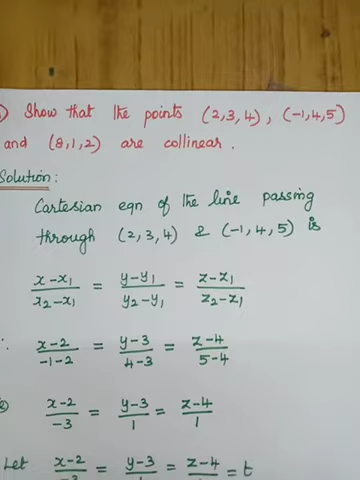 ) Show that the points (2,3,4), (-1,4,5)
and (8,1,2) are collinear.
Solution:
Cartesian eqn of the line passing
through (2,3,4) & (-1,4,5) is
x-x₁/x₂-x₁ = y-y₁/y₂-y₁ = z-z₁/z₂-z₁
∴ x-2/-1-2 = y-3/4-3 = z-4/5-4
x-2/-3 = y-3/1 = z-4/1
Let x-2/-3 = y-3/1 = z-4/1 = t